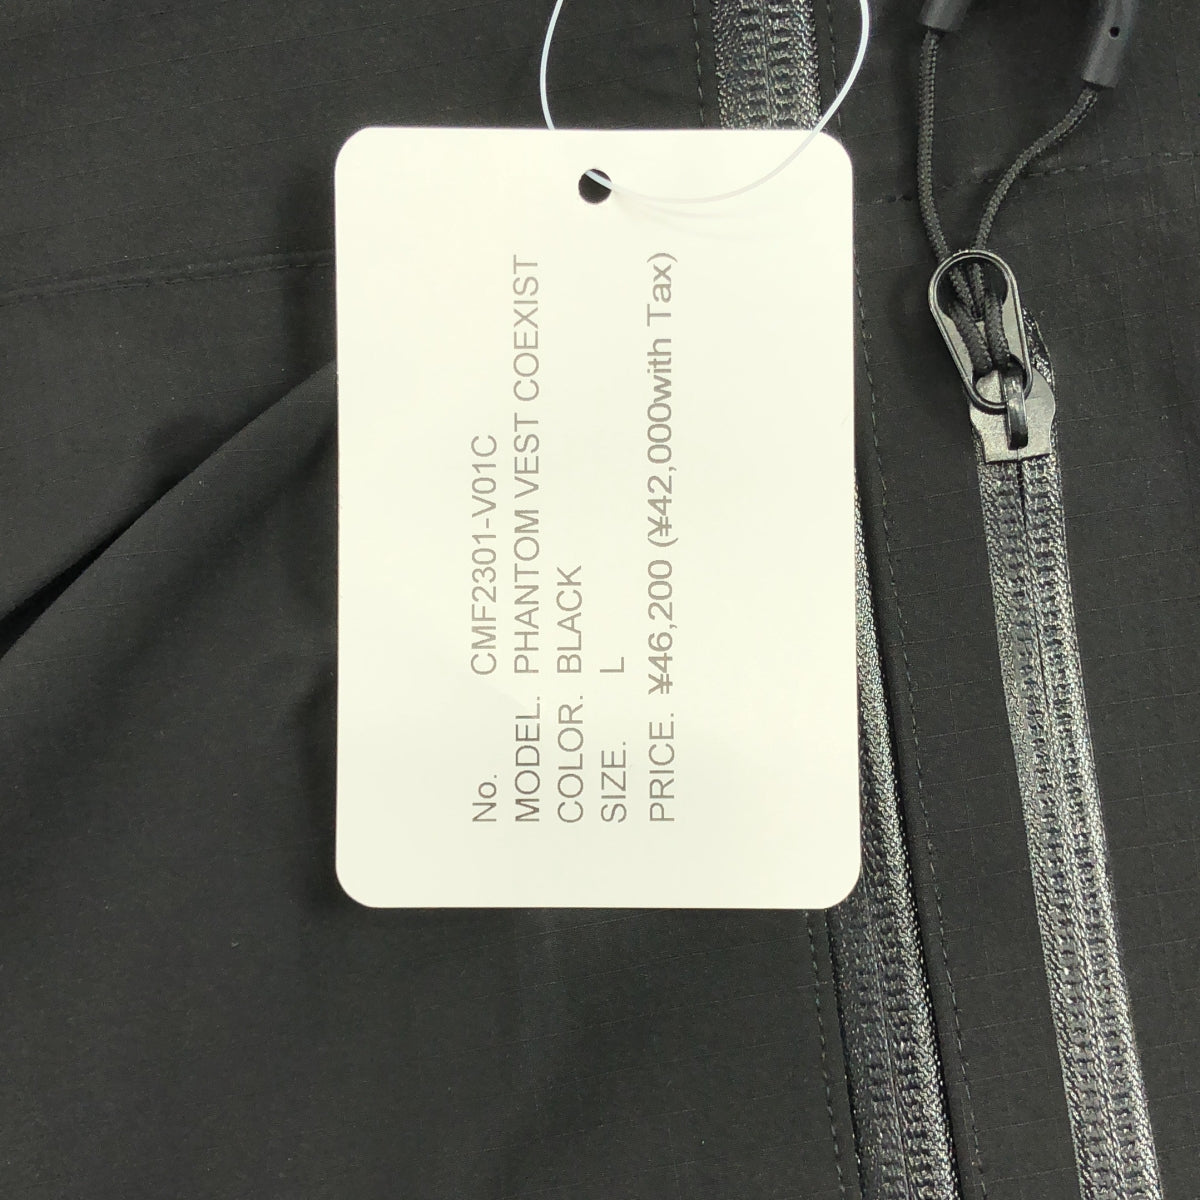 No. CMF2301-V01C
MODEL. PHANTOM VEST COEXIST
COLOR. BLACK
SIZE. L
PRICE. ¥46,200 (¥42,000with Tax)